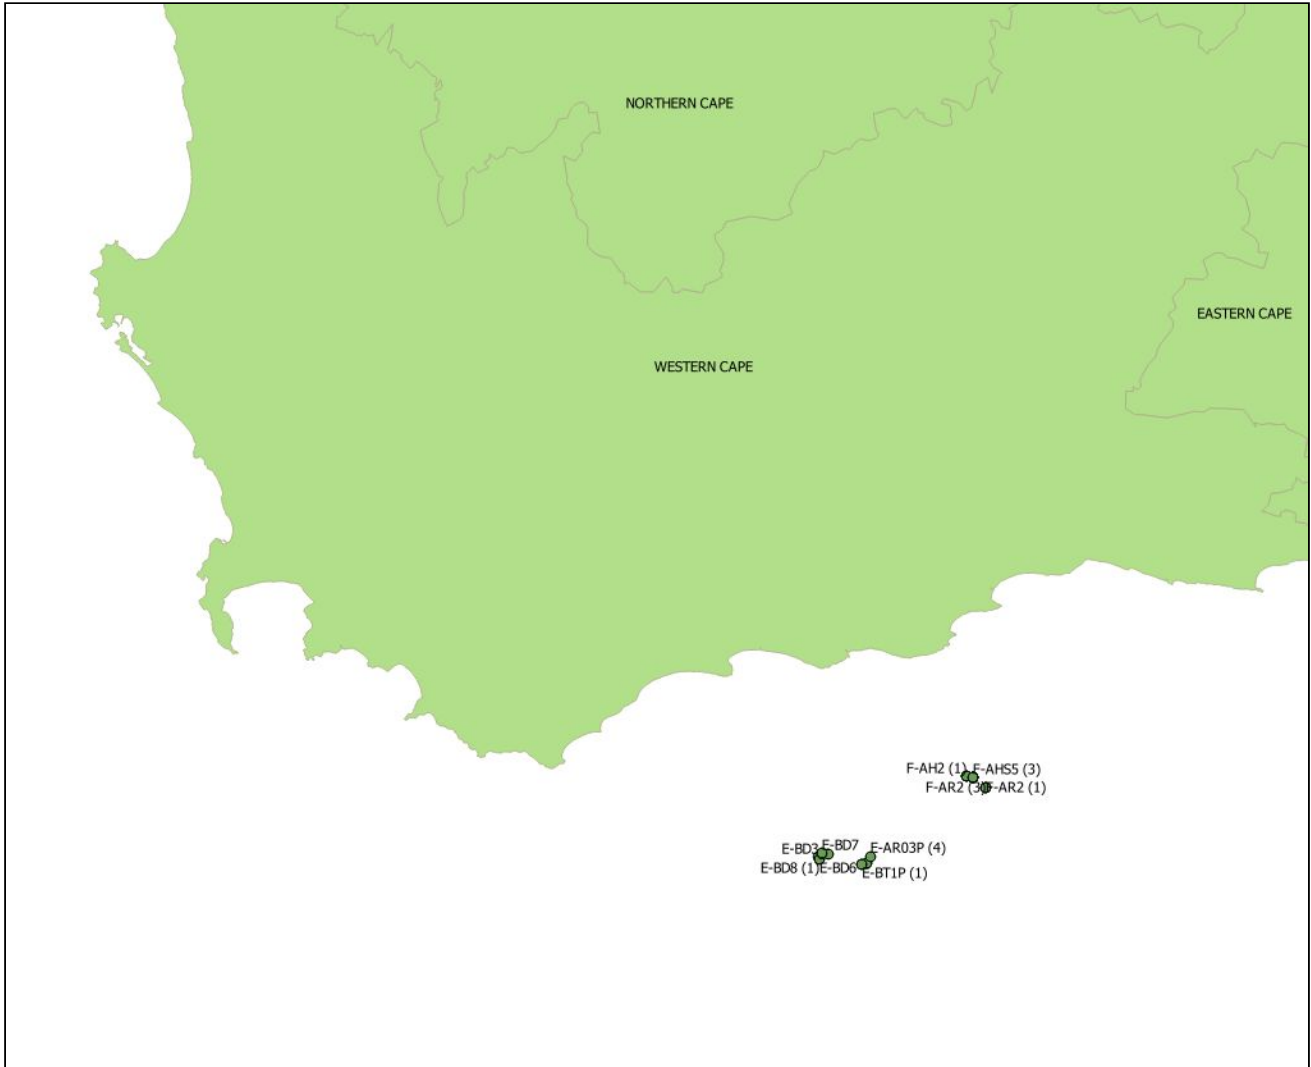 NORTHERN CAPE
EASTERN CAPE
WESTERN CAPE
F-AH2 (1)
F-AHS5 (3)
F-AR2 (3)
F-AR2 (1)
E-BD3
E-BD7
E-AR03P (4)
E-BD8 (1)
E-BD6
E-BT1P (1)